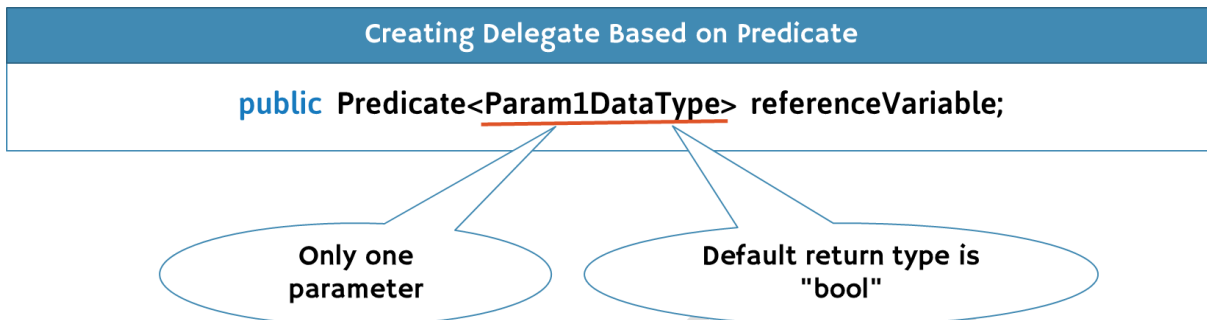 Creating Delegate Based on Predicate
public Predicate<Param1DataType> referenceVariable;
Only one
parameter
Default return type is
"bool"